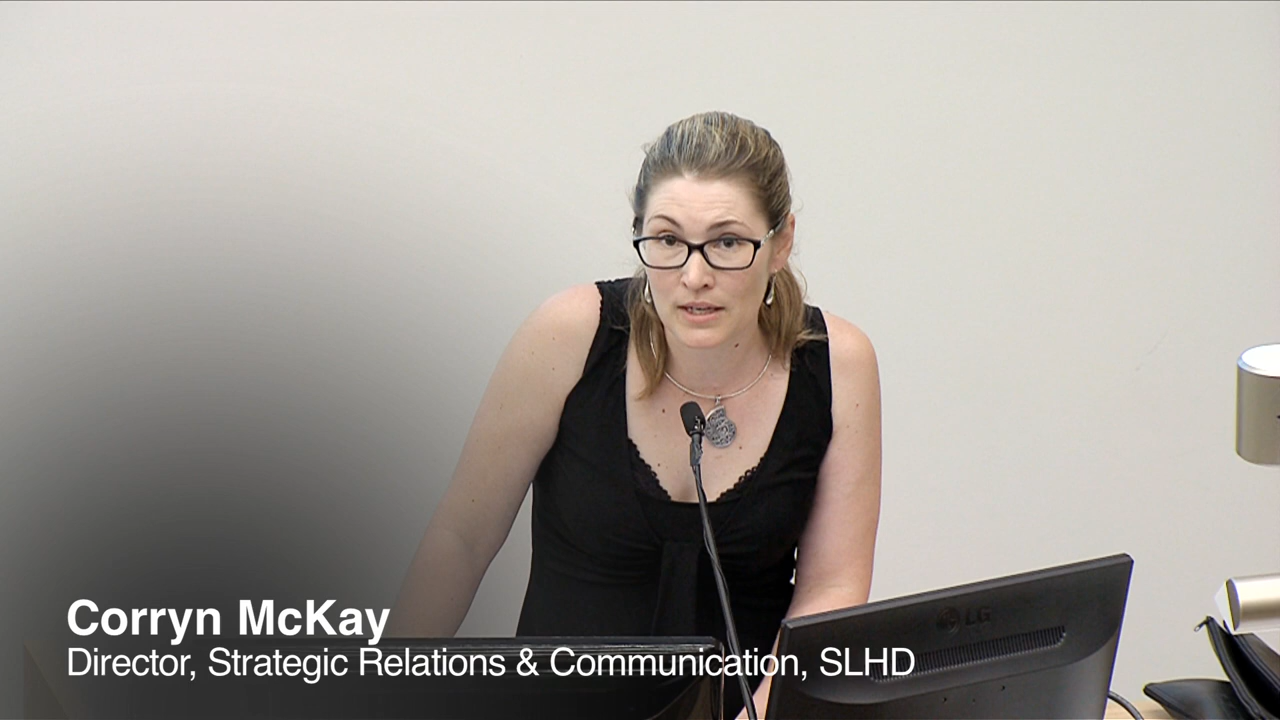 Corryn McKay
Director, Strategic Relations & Communication, SLHD
LG